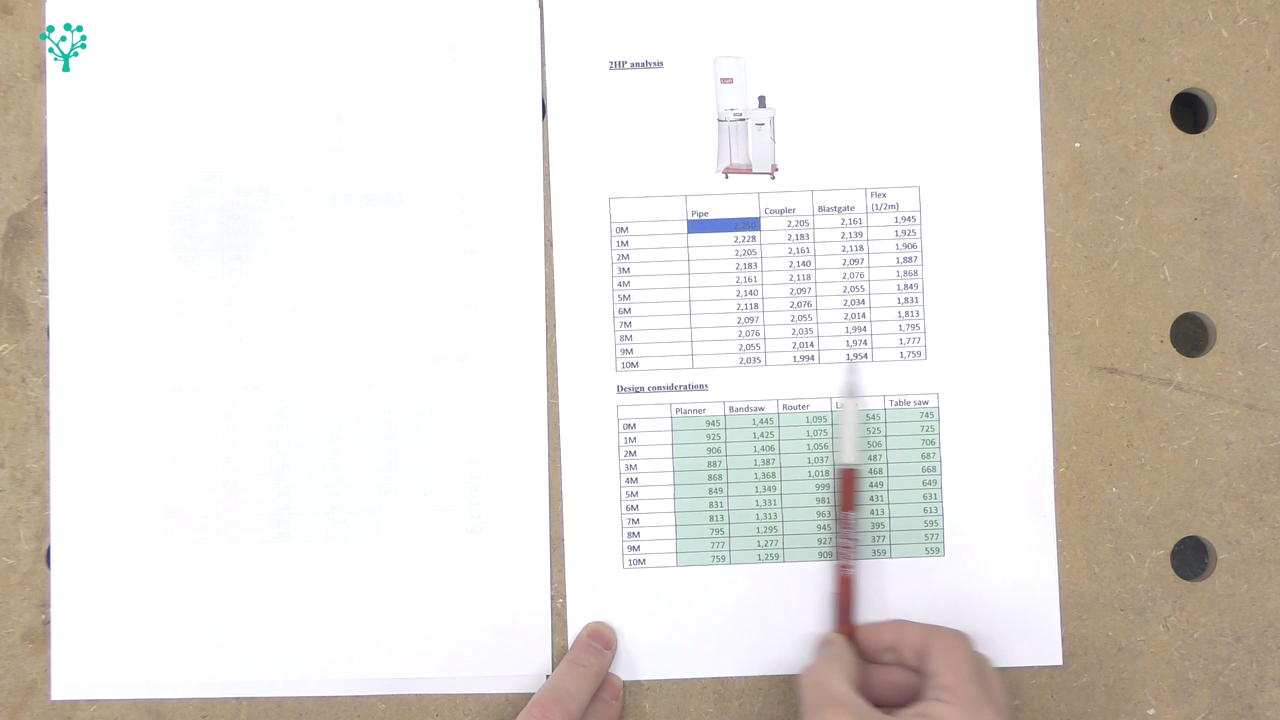 2HP analysis
Pipe Coupler Blastgate Flex (1/2m)
0M 2,205 2,161 1,945
1M 2,228 2,183 2,139 1,925
2M 2,205 2,161 2,118 1,906
3M 2,183 2,140 2,097 1,887
4M 2,161 2,118 2,076 1,868
5M 2,140 2,097 2,055 1,849
6M 2,118 2,076 2,034 1,831
7M 2,097 2,055 2,014 1,813
8M 2,076 2,035 1,994 1,795
9M 2,055 2,014 1,974 1,777
10M 2,035 1,994 1,954 1,759
Design considerations
Planner Bandsaw Router Table saw
0M 945 1,445 1,095 545 745
1M 925 1,425 1,075 525 725
2M 906 1,406 1,056 506 706
3M 887 1,387 1,037 487 687
4M 868 1,368 1,018 468 668
5M 849 1,349 999 449 649
6M 831 1,331 981 431 631
7M 813 1,313 963 413 613
8M 795 1,295 945 395 595
9M 777 1,277 927 377 577
10M 759 1,259 909 359 559